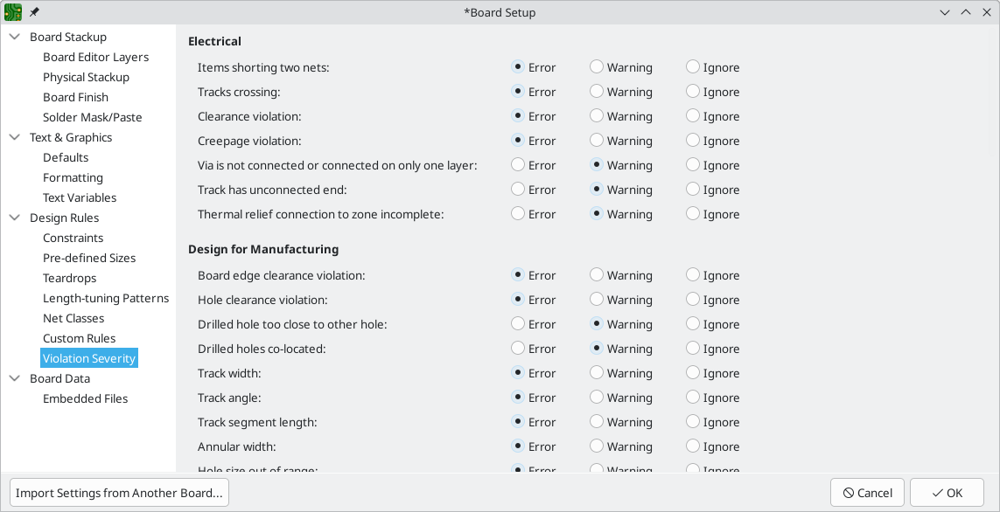 *Board Setup
Board Stackup
Board Editor Layers
Physical Stackup
Board Finish
Solder Mask/Paste
Text & Graphics
Defaults
Formatting
Text Variables
Design Rules
Constraints
Pre-defined Sizes
Teardrops
Length-tuning Patterns
Net Classes
Custom Rules
Violation Severity
Board Data
Embedded Files
Electrical
Items shorting two nets: Error Warning Ignore
Tracks crossing: Error Warning Ignore
Clearance violation: Error Warning Ignore
Creepage violation: Error Warning Ignore
Via is not connected or connected on only one layer: Error Warning Ignore
Track has unconnected end: Error Warning Ignore
Thermal relief connection to zone incomplete: Error Warning Ignore
Design for Manufacturing
Board edge clearance violation: Error Warning Ignore
Hole clearance violation: Error Warning Ignore
Drilled hole too close to other hole: Error Warning Ignore
Drilled holes co-located: Error Warning Ignore
Track width: Error Warning Ignore
Track angle: Error Warning Ignore
Track segment length: Error Warning Ignore
Annular width: Error Warning Ignore
Hole size out of range: Error Warning Ignore
Import Settings from Another Board... Cancel OK